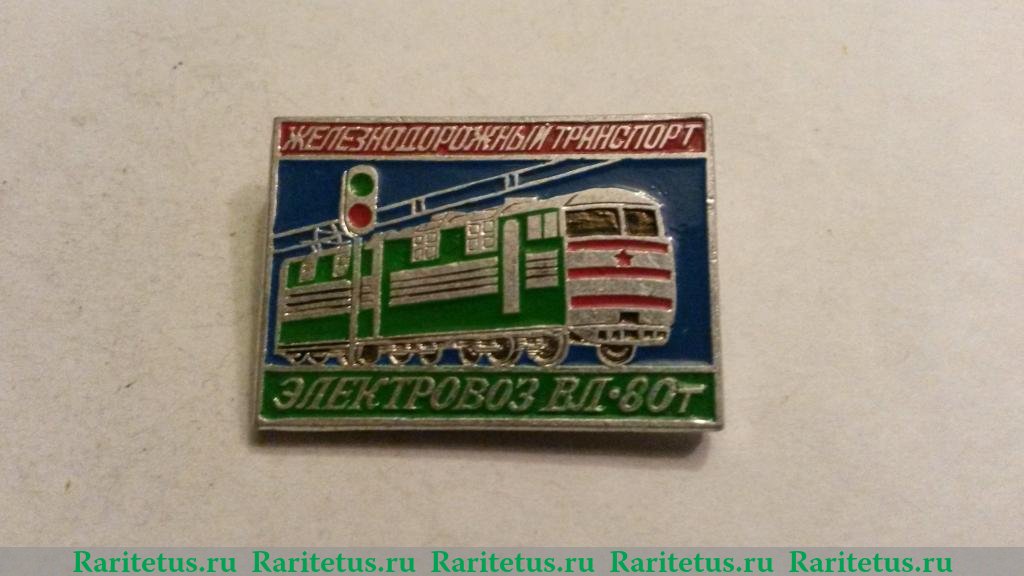 ЖЕЛЕЗНОДОРОЖНЫЙ ТРАНСПОРТ
ЭЛЕКТРОВОЗ ВЛ·80т
Raritetus.ru Raritetus.ru Raritetus.ru Raritetus.ru Raritetus.ru